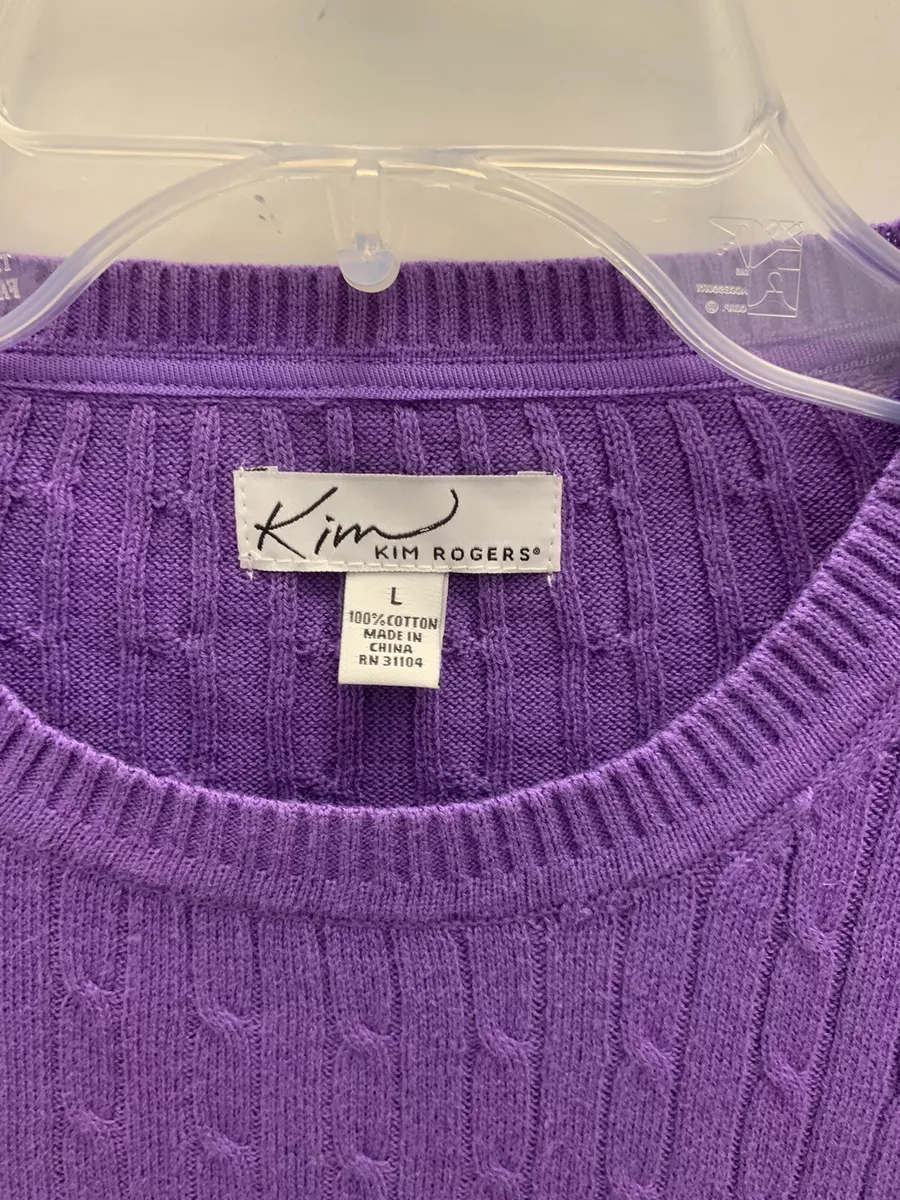 Kim
KIM ROGERS®
L
100% COTTON
MADE IN
CHINA
RN 31104